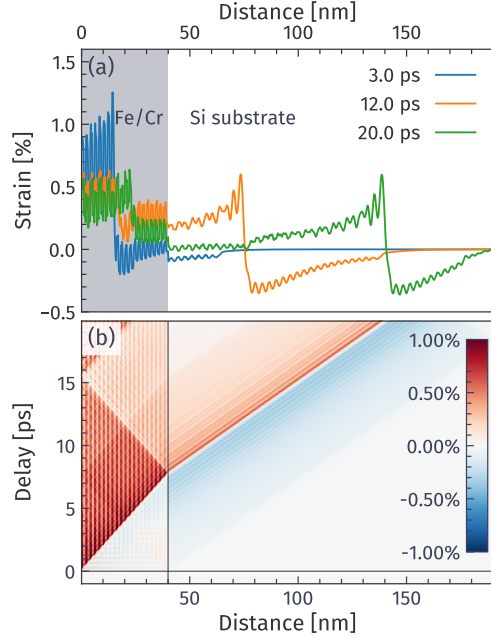 Distance [nm]
0 50 100 150
(a)
1.5
1.0
0.5
0.0
−0.5
Strain [%]
Fe/Cr Si substrate
3.0 ps
12.0 ps
20.0 ps
(b)
15
10
5
0
Delay [ps]
1.00%
0.50%
0.00%
-0.50%
-1.00%
50 100 150
Distance [nm]